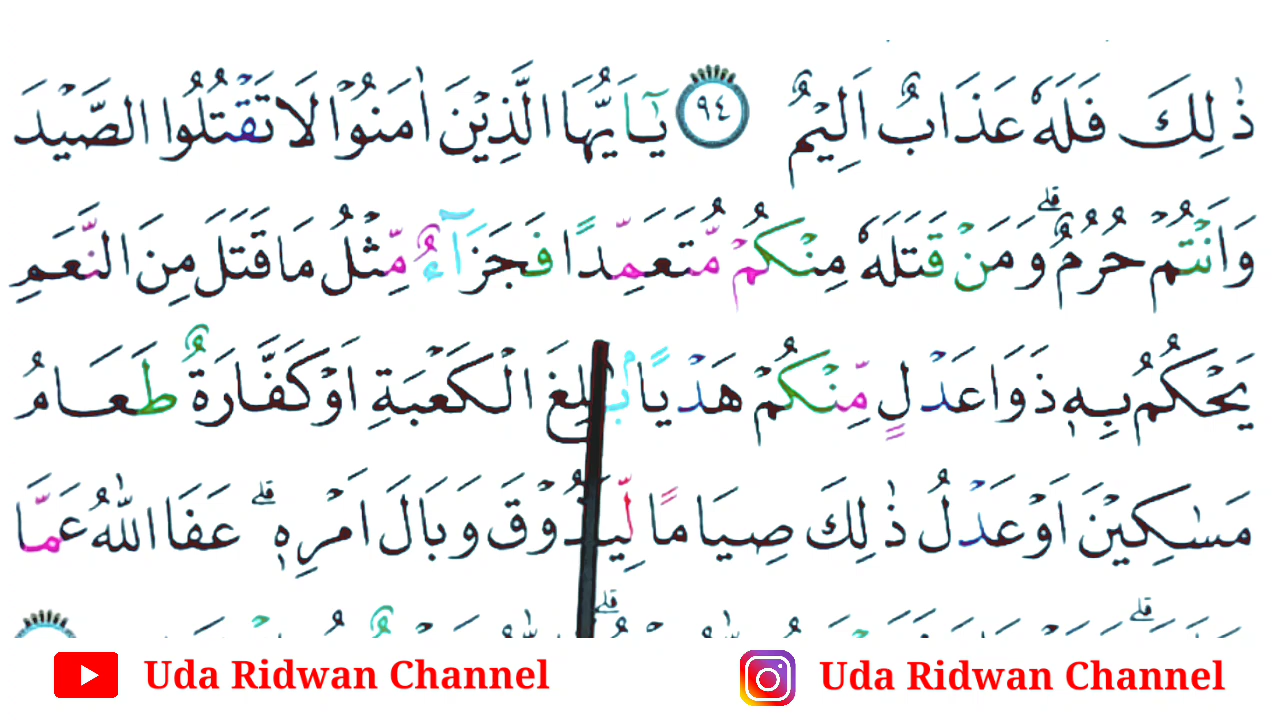 ذٰلِكَ فَلَهٗ عَذَابٌ اَلِيْمٌ ٩٤ يٰٓاَيُّهَا الَّذِيْنَ اٰمَنُوْا لَا تَقْتُلُوا الصَّيْدَ
وَاَنْتُمْ حُرُمٌ ۗوَمَنْ قَتَلَهٗ مِنْكُمْ مُّتَعَمِّدًا فَجَزَاۤءٌ مِّثْلُ مَا قَتَلَ مِنَ النَّعَمِ
يَحْكُمُ بِهٖ ذَوَا عَدْلٍ مِّنْكُمْ هَدْيًاۢ بٰلِغَ الْكَعْبَةِ اَوْ كَفَّارَةٌ طَعَامُ
مَسٰكِيْنَ اَوْ عَدْلُ ذٰلِكَ صِيَامًا لِّيَذُوْقَ وَبَالَ اَمْرِهٖ ۗعَفَا اللّٰهُ عَمَّا
Uda Ridwan Channel
Uda Ridwan Channel